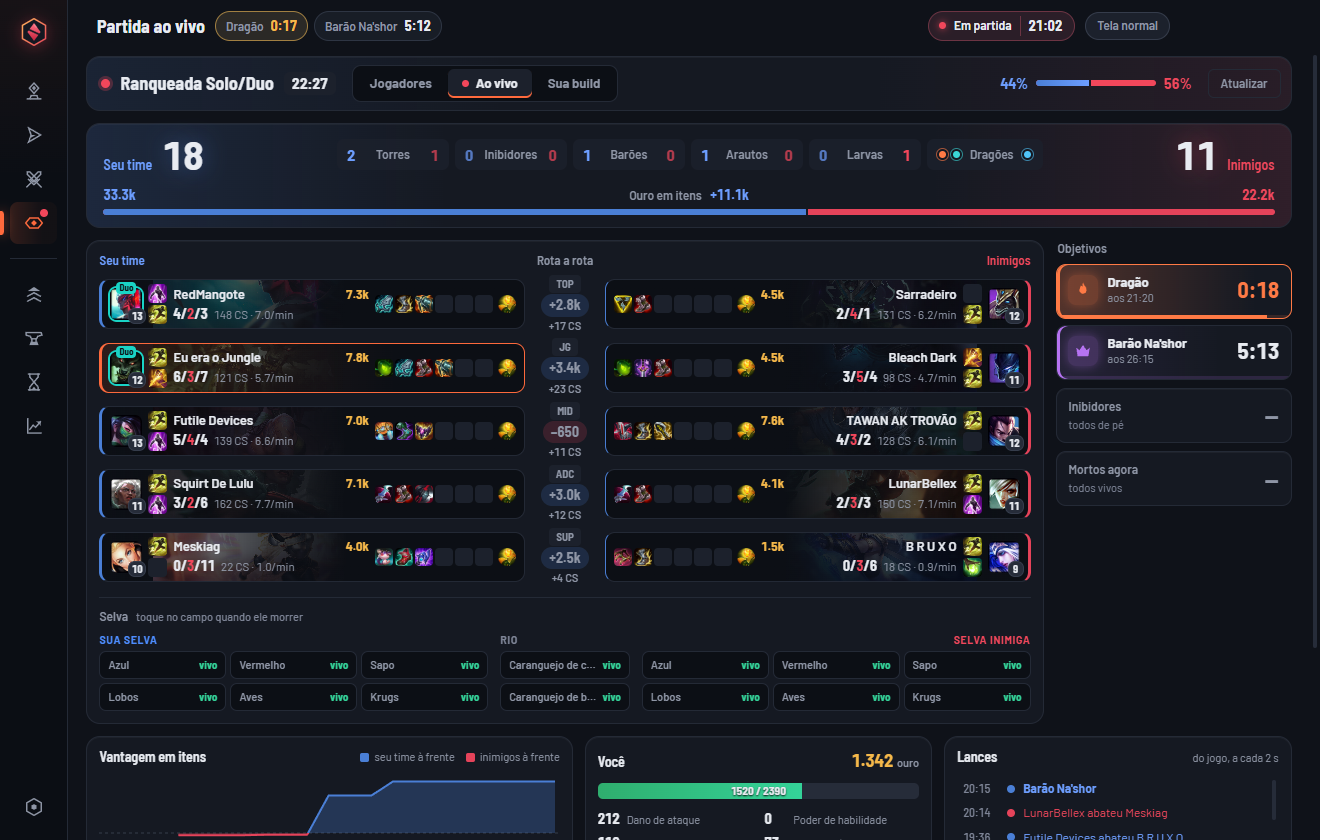 Partida ao vivo
Dragão 0:17
Barão Na'shor 5:12
Em partida 21:02
Tela normal
Ranqueada Solo/Duo 22:27
Jogadores
Ao vivo
Sua build
44% 56%
Atualizar
Seu time 18
2 Torres 1
0 Inibidores 0
1 Barões 0
1 Arautos 0
0 Larvas 1
Dragões
11 Inimigos
33.3k
Ouro em itens +11.1k
22.2k
Seu time
Rota a rota
Inimigos
Duo
13
RedMangote
4/2/3 148 CS · 7.0/min
7.3k
TOP
+2.8k
+17 CS
4.5k
Sarradeiro
2/4/1 131 CS · 6.2/min
12
Duo
12
Eu era o Jungle
6/3/7 121 CS · 5.7/min
7.8k
JG
+3.4k
+23 CS
4.5k
Bleach Dark
3/5/4 98 CS · 4.7/min
11
13
Futile Devices
5/4/4 139 CS · 6.6/min
7.0k
MID
−650
+11 CS
7.6k
TAWAN AK TROVÃO
4/3/2 128 CS · 6.1/min
12
11
Squirt De Lulu
3/2/6 162 CS · 7.7/min
7.1k
ADC
+3.0k
+12 CS
4.1k
LunarBellex
2/3/3 150 CS · 7.1/min
11
10
Meskiag
0/3/11 22 CS · 1.0/min
4.0k
SUP
+2.5k
+4 CS
1.5k
B R U X O
0/3/6 18 CS · 0.9/min
9
Objetivos
Dragão
aos 21:20
0:18
Barão Na'shor
aos 26:15
5:13
Inibidores
todos de pé
—
Mortos agora
todos vivos
—
Selva toque no campo quando ele morrer
SUA SELVA
RIO
SELVA INIMIGA
Azul vivo
Vermelho vivo
Sapo vivo
Caranguejo de c... vivo
Azul vivo
Vermelho vivo
Sapo vivo
Lobos vivo
Aves vivo
Krugs vivo
Caranguejo de b... vivo
Lobos vivo
Aves vivo
Krugs vivo
Vantagem em itens
seu time à frente
inimigos à frente
Você
1.342 ouro
1520 / 2390
212 Dano de ataque
0 Poder de habilidade
Lances
do jogo, a cada 2 s
20:15 Barão Na'shor
20:14 LunarBellex abateu Meskiag
19:36 Futile Devices abateu B R U X O